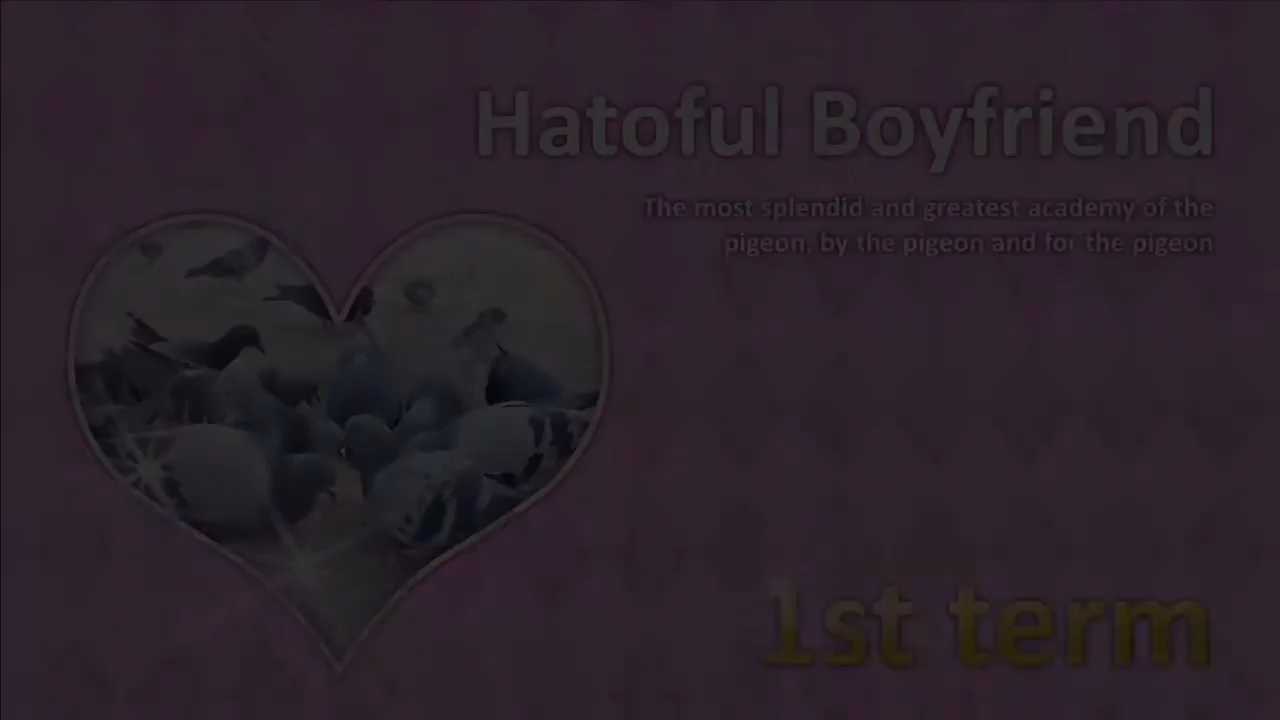 Hatoful Boyfriend
The most splendid and greatest academy of the
pigeon, by the pigeon and for the pigeon
1st term